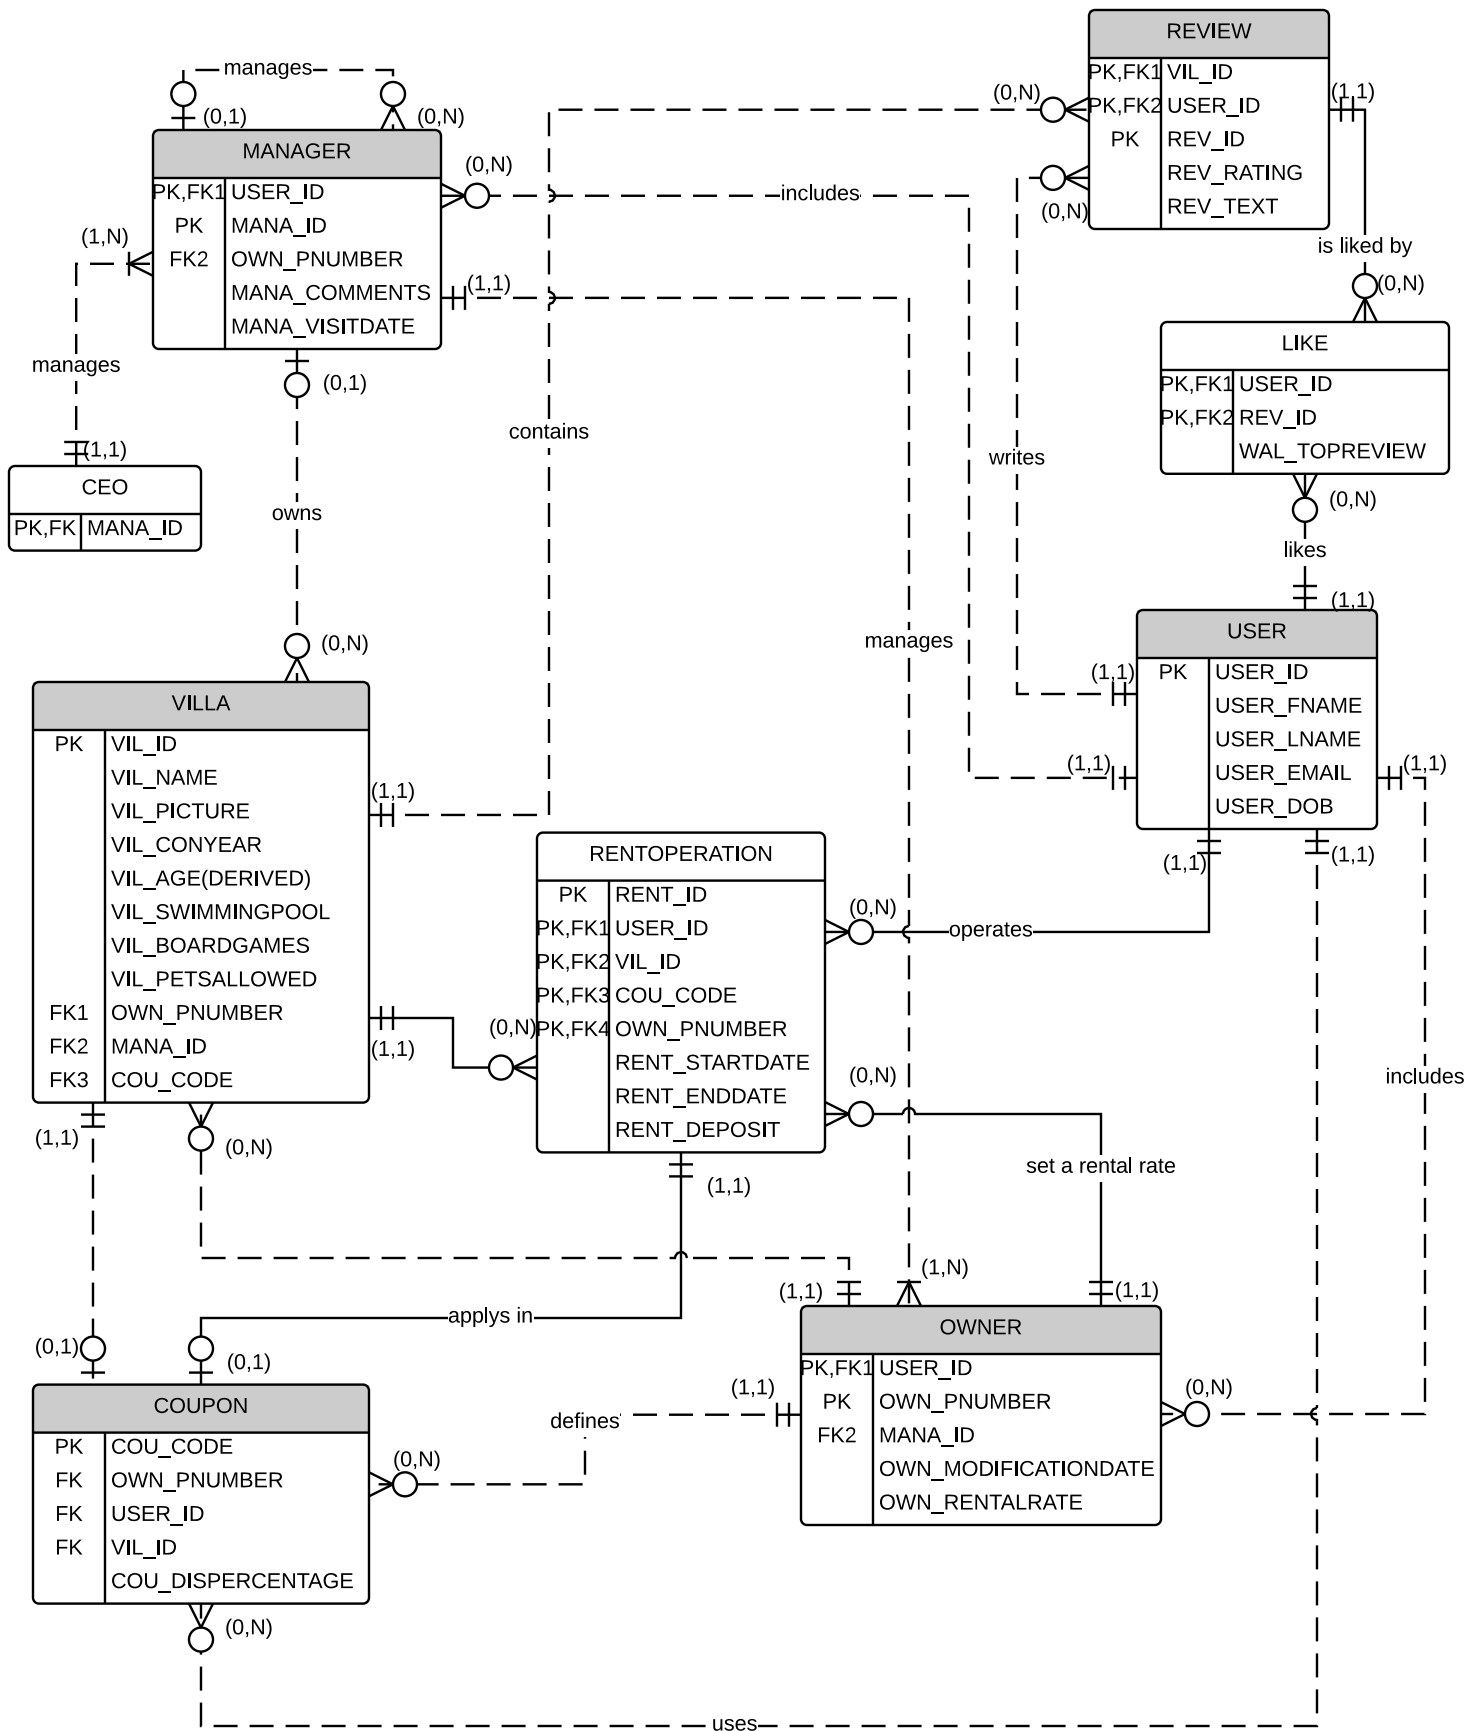 REVIEW
PK,FK1 VIL_ID
PK,FK2 USER_ID
PK REV_ID
REV_RATING
REV_TEXT
manages
(0,1)
(0,N)
MANAGER
PK,FK1 USER_ID
PK MANA_ID
FK2 OWN_PNUMBER
MANA_COMMENTS
MANA_VISITDATE
(0,N)
includes
(0,N)
(0,N)
(1,1)
is liked by
(0,N)
(1,N)
(1,1)
manages
(0,1)
(1,1)
CEO
PK,FK MANA_ID
owns
(0,N)
contains
writes
LIKE
PK,FK1 USER_ID
PK,FK2 REV_ID
WAL_TOPREVIEW
(0,N)
likes
(1,1)
manages
USER
PK USER_ID
USER_FNAME
USER_LNAME
USER_EMAIL
USER_DOB
(1,1)
(1,1)
(1,1)
(1,1)
(1,1)
VILLA
PK VIL_ID
VIL_NAME
VIL_PICTURE
VIL_CONYEAR
VIL_AGE(DERIVED)
VIL_SWIMMINGPOOL
VIL_BOARDGAMES
VIL_PETSALLOWED
FK1 OWN_PNUMBER
FK2 MANA_ID
FK3 COU_CODE
(1,1)
(1,1)
(1,1)
(0,N)
RENTOPERATION
PK RENT_ID
PK,FK1 USER_ID
PK,FK2 VIL_ID
PK,FK3 COU_CODE
PK,FK4 OWN_PNUMBER
RENT_STARTDATE
RENT_ENDDATE
RENT_DEPOSIT
(0,N)
(0,N)
operates
(0,N)
includes
set a rental rate
(1,1)
(1,N)
(1,1)
(1,1)
applys in
(0,1)
(0,1)
OWNER
PK,FK1 USER_ID
PK OWN_PNUMBER
FK2 MANA_ID
OWN_MODIFICATIONDATE
OWN_RENTALRATE
(0,N)
(1,1)
defines
(0,N)
COUPON
PK COU_CODE
FK OWN_PNUMBER
FK USER_ID
FK VIL_ID
COU_DISPERCENTAGE
(0,N)
uses